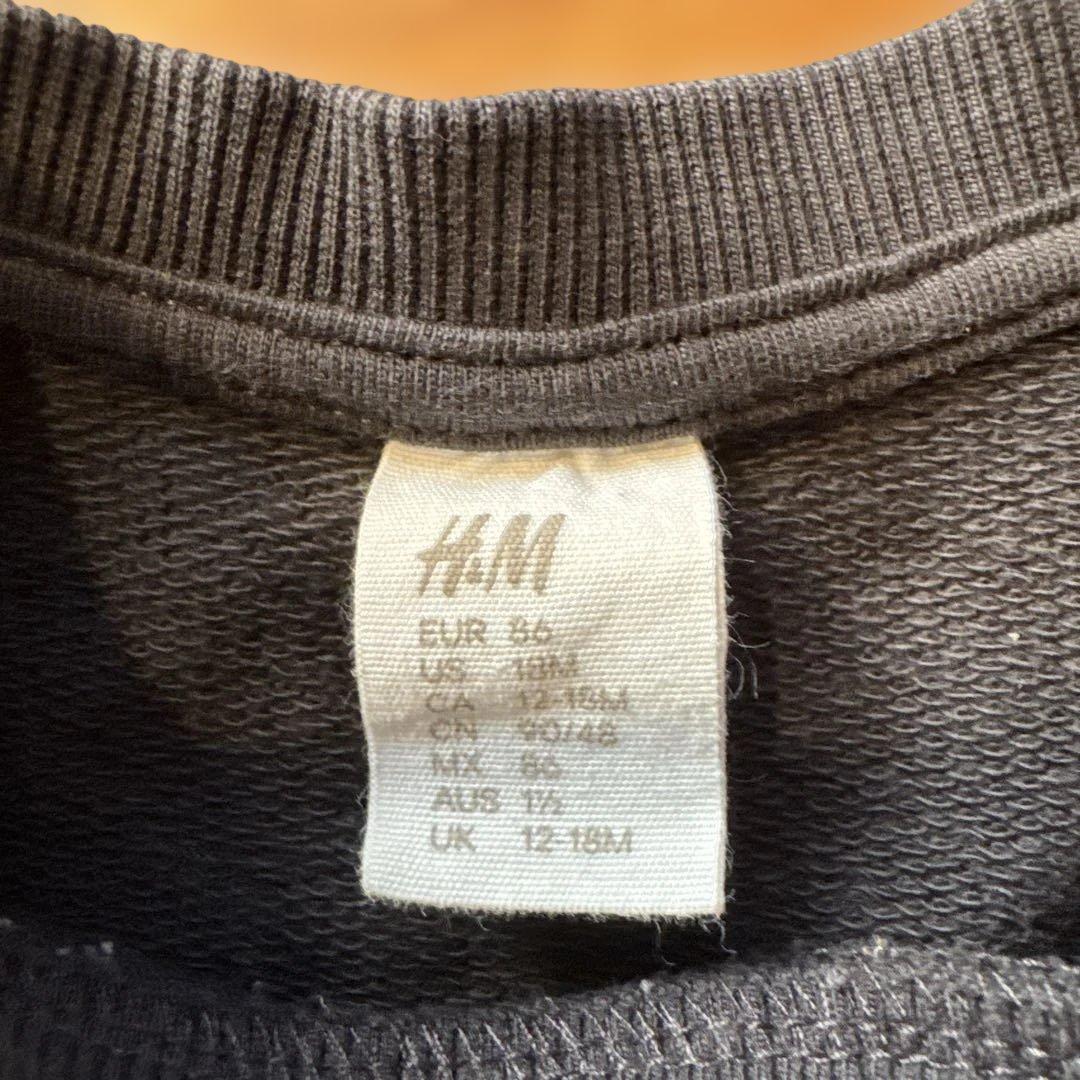 H&M
EUR 86
US 18M
CA 12-18M
CN 90/48
MX 86
AUS 1½
UK 12-18M